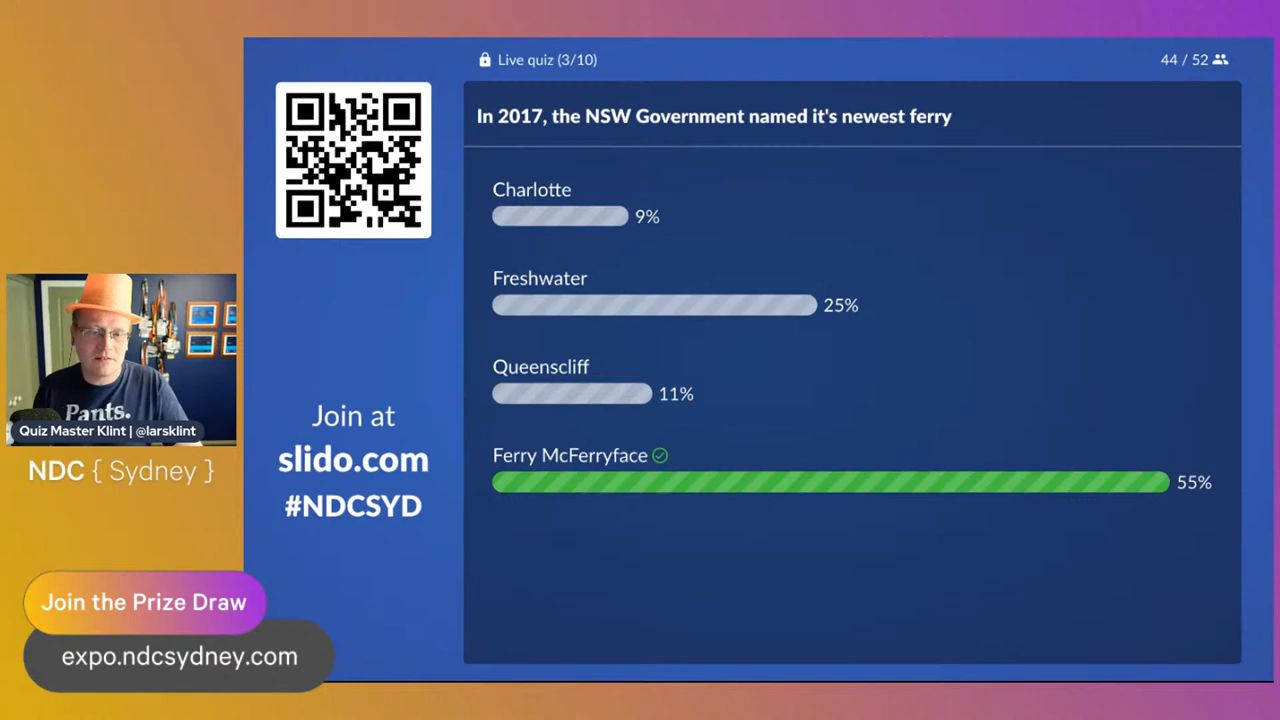 Live quiz (3/10)
44 / 52
In 2017, the NSW Government named it's newest ferry
Charlotte
9%
Freshwater
25%
Queenscliff
11%
Ferry McFerryface
55%
Join at
slido.com
#NDCSYD
Pants.
Quiz Master Klint | @larsklint
NDC { Sydney }
Join the Prize Draw
expo.ndcsydney.com